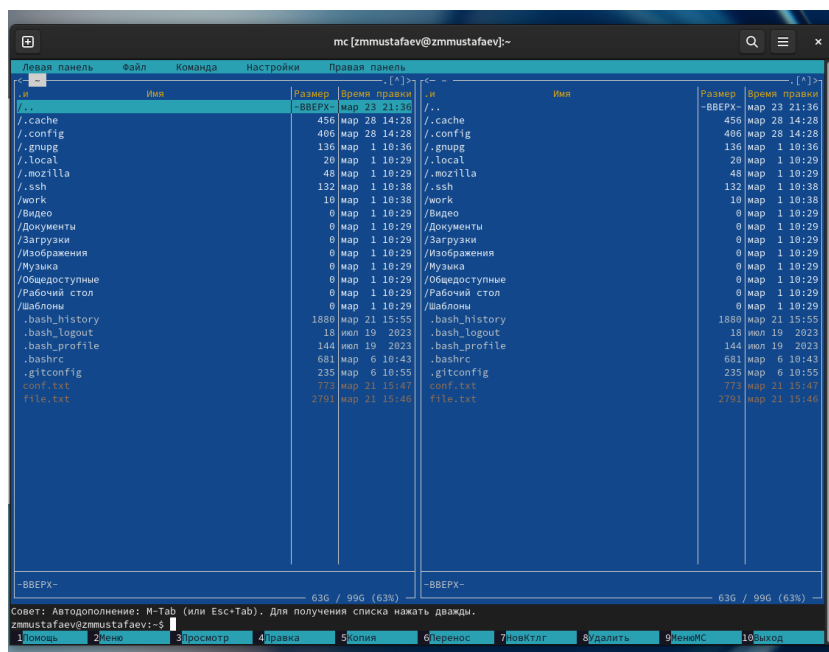 mc [zmmustafaev@zmmustafaev]:~
Левая панель Файл Команда Настройки Правая панель
<— ~ .[^]> <— ~ .[^]>
.и Имя Размер Время правки .и Имя Размер Время правки
/.. -ВВЕРХ- мар 23 21:36 /.. -ВВЕРХ- мар 23 21:36
/.cache 456 мар 28 14:28 /.cache 456 мар 28 14:28
/.config 406 мар 28 14:28 /.config 406 мар 28 14:28
/.gnupg 136 мар 1 10:36 /.gnupg 136 мар 1 10:36
/.local 20 мар 1 10:29 /.local 20 мар 1 10:29
/.mozilla 48 мар 1 10:29 /.mozilla 48 мар 1 10:29
/.ssh 132 мар 1 10:38 /.ssh 132 мар 1 10:38
/work 10 мар 1 10:38 /work 10 мар 1 10:38
/Видео 0 мар 1 10:29 /Видео 0 мар 1 10:29
/Документы 0 мар 1 10:29 /Документы 0 мар 1 10:29
/Загрузки 0 мар 1 10:29 /Загрузки 0 мар 1 10:29
/Изображения 0 мар 1 10:29 /Изображения 0 мар 1 10:29
/Музыка 0 мар 1 10:29 /Музыка 0 мар 1 10:29
/Общедоступные 0 мар 1 10:29 /Общедоступные 0 мар 1 10:29
/Рабочий стол 0 мар 1 10:29 /Рабочий стол 0 мар 1 10:29
/Шаблоны 0 мар 1 10:29 /Шаблоны 0 мар 1 10:29
.bash_history 1880 мар 21 15:55 .bash_history 1880 мар 21 15:55
.bash_logout 18 июл 19 2023 .bash_logout 18 июл 19 2023
.bash_profile 144 июл 19 2023 .bash_profile 144 июл 19 2023
.bashrc 681 мар 6 10:43 .bashrc 681 мар 6 10:43
.gitconfig 235 мар 6 10:55 .gitconfig 235 мар 6 10:55
conf.txt 773 мар 21 15:47 conf.txt 773 мар 21 15:47
file.txt 2791 мар 21 15:46 file.txt 2791 мар 21 15:46
-ВВЕРХ- -ВВЕРХ-
63G / 99G (63%) 63G / 99G (63%)
Совет: Автодополнение: M-Tab (или Esc+Tab). Для получения списка нажать дважды.
zmmustafaev@zmmustafaev:~$
1Помощь 2Меню 3Просмотр 4Правка 5Копия 6Перенос 7НовКтлг 8Удалить 9МенюМС 10Выход